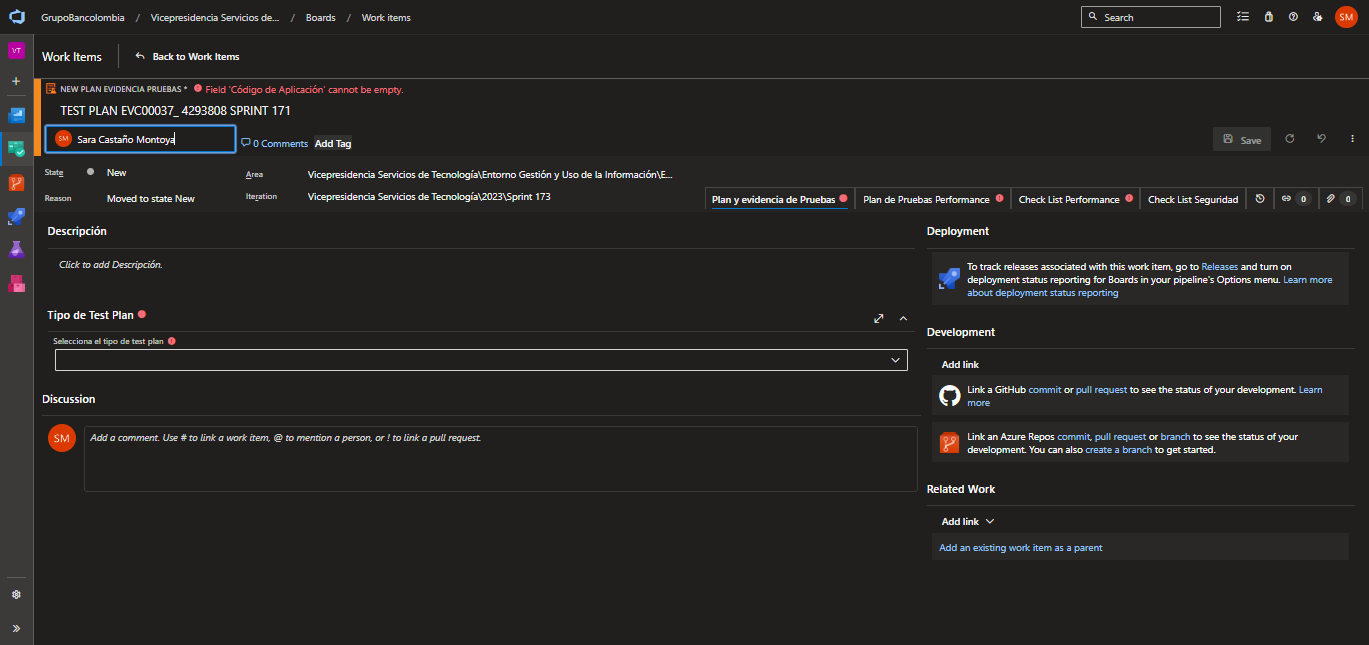 GrupoBancolombia / Vicepresidencia Servicios de... / Boards / Work items
Search
SM
VT
Work Items
Back to Work Items
NEW PLAN EVIDENCIA PRUEBAS * Field 'Código de Aplicación' cannot be empty.
TEST PLAN EVC00037_ 4293808 SPRINT 171
SM Sara Castaño Montoya
0 Comments
Add Tag
Save
State New
Area Vicepresidencia Servicios de Tecnología\Entorno Gestión y Uso de la Información\E...
Reason Moved to state New
Iteration Vicepresidencia Servicios de Tecnología\2023\Sprint 173
Plan y evidencia de Pruebas
Plan de Pruebas Performance
Check List Performance
Check List Seguridad
0
0
Descripción
Click to add Descripción.
Tipo de Test Plan
Selecciona el tipo de test plan
Discussion
SM
Add a comment. Use # to link a work item, @ to mention a person, or ! to link a pull request.
Deployment
To track releases associated with this work item, go to Releases and turn on
deployment status reporting for Boards in your pipeline's Options menu. Learn more
about deployment status reporting
Development
Add link
Link a GitHub commit or pull request to see the status of your development. Learn
more
Link an Azure Repos commit, pull request or branch to see the status of your
development. You can also create a branch to get started.
Related Work
Add link
Add an existing work item as a parent